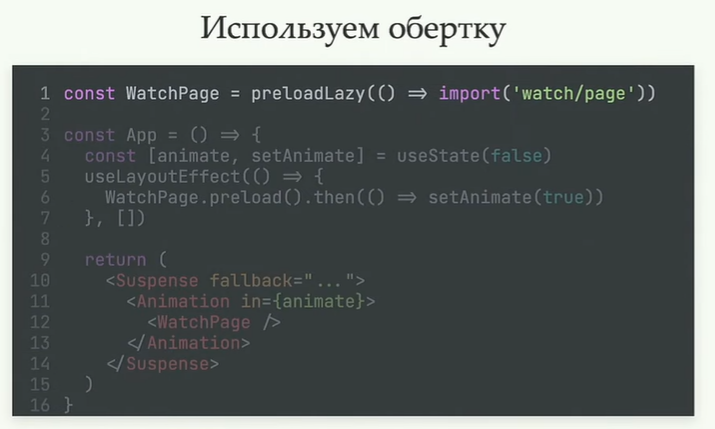 Используем обертку
1 const WatchPage = preloadLazy(() => import('watch/page'))
2
3 const App = () => {
4   const [animate, setAnimate] = useState(false)
5   useLayoutEffect(() => {
6     WatchPage.preload().then(() => setAnimate(true))
7   }, [])
8
9   return (
10     <Suspense fallback="...">
11       <Animation in={animate}>
12         <WatchPage />
13       </Animation>
14     </Suspense>
15   )
16 }